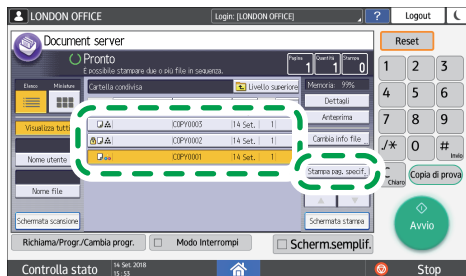 LONDON OFFICE
Login: [LONDON OFFICE]
?
Logout
Document server
Reset
Pronto
È possibile stampare due o più file in sequenza.
Pagina
1
Quantità
1
Stampa
0
Elenco
Miniature
Cartella condivisa
Livello superiore
Memoria: 99%
Dettagli
Anteprima
Visualizza tutti
COPY0003
14 Set.
1
COPY0002
14 Set.
1
COPY0001
14 Set.
1
Cambia info file
Stampa pag. specif.
Nome utente
Nome file
Schermata scansione
Schermata stampa
Richiama/Progr./Cambia progr.
Modo Interrompi
Scherm.semplif.
1
2
3
4
5
6
7
8
9
./*
0
#
Invio
C
Chiaro
Copia di prova
Avvio
Controlla stato
14 Set. 2018
15:53
Stop